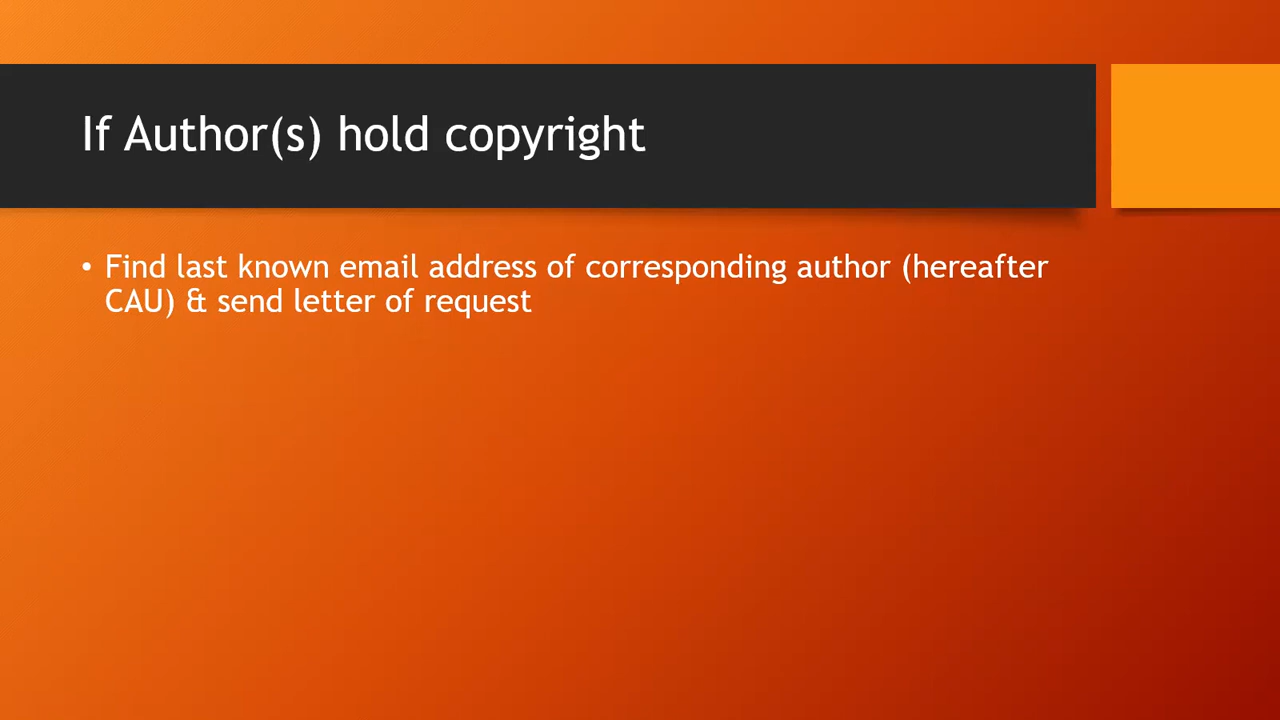 If Author(s) hold copyright
• Find last known email address of corresponding author (hereafter
CAU) & send letter of request